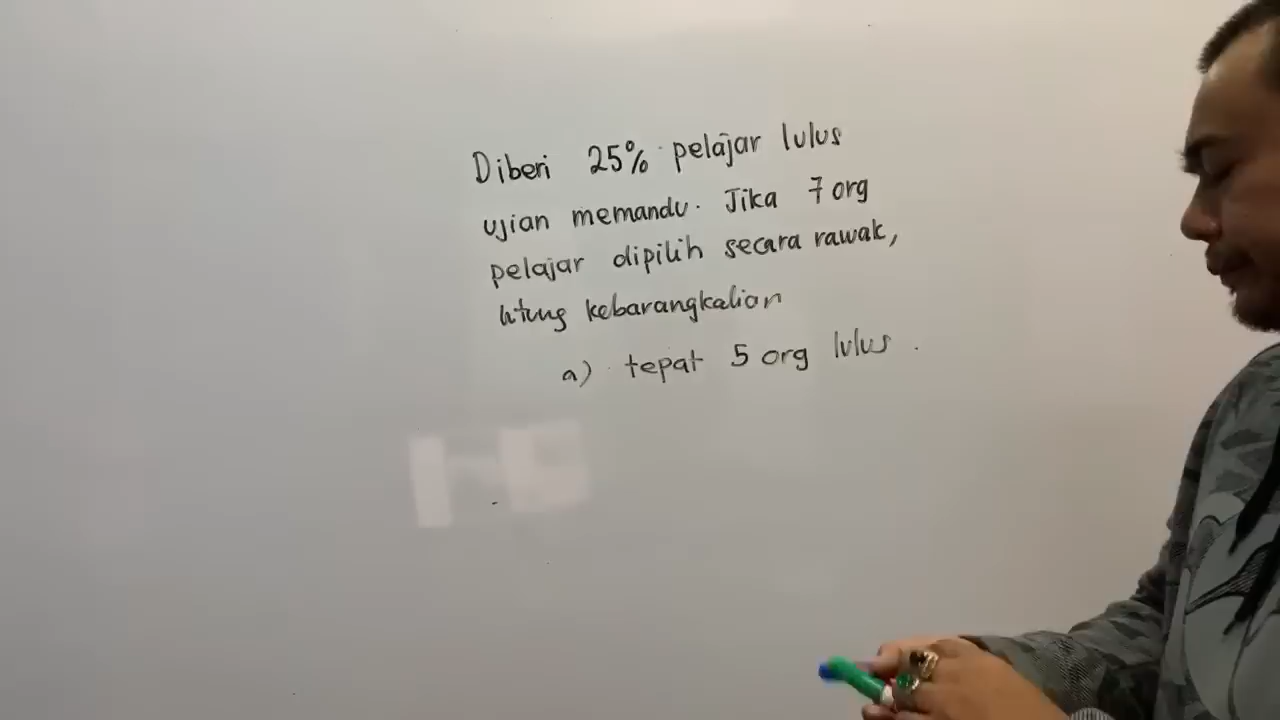 Diberi 25% pelajar lulus
ujian memandu. Jika 7 org
pelajar dipilih secara rawak,
hitung kebarangkalian
a) tepat 5 org lulus.